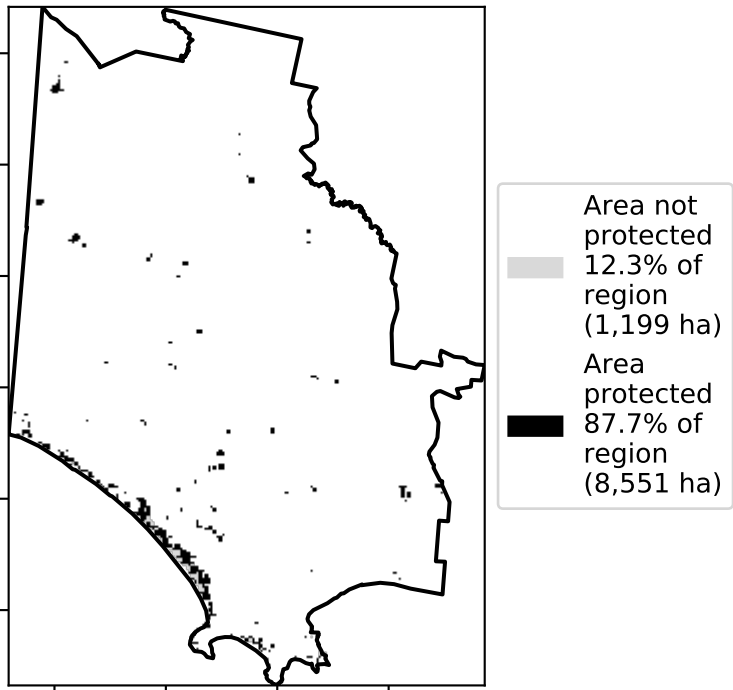 Area not
protected
12.3% of
region
(1,199 ha)
Area
protected
87.7% of
region
(8,551 ha)